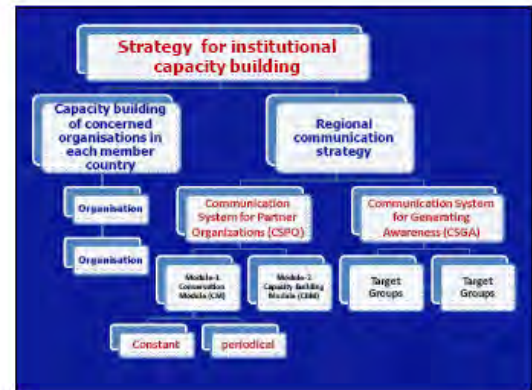 Strategy for institutional
capacity building
Capacity building
of concerned
organisations in
each member
country
Regional
communication
strategy
Organisation
Organisation
Communication
System for Partner
Organizations (CSPO)
Communication System
for Generating
Awareness (CSGA)
Module-1
Conservation
Module (CM)
Module-2
Capacity Building
Module (CBM)
Target
Groups
Target
Groups
Constant
periodical